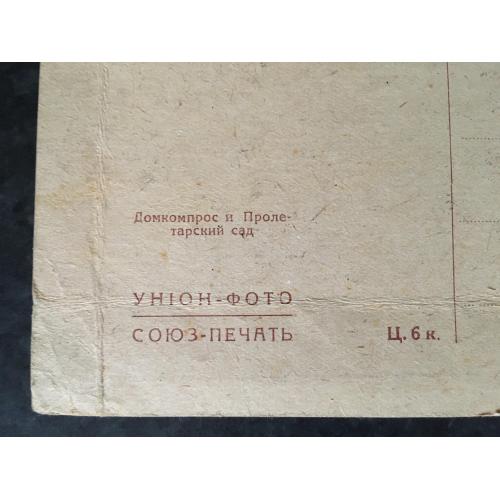 Домкомпрос и Проле-
тарский сад
УНІОН-ФОТО
СОЮЗ-ПЕЧАТЬ
Ц. 6 к.